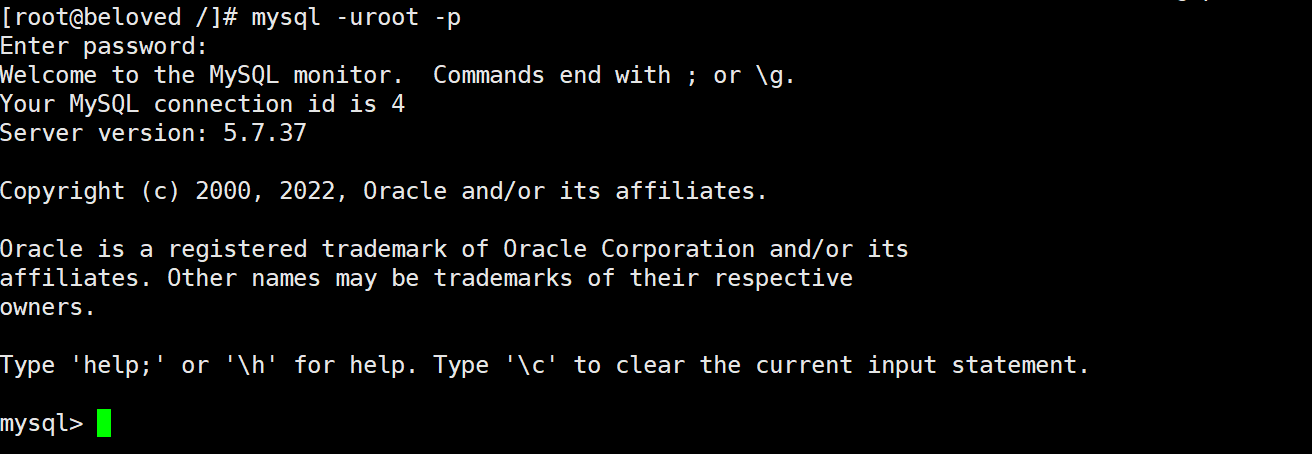 [root@beloved /]# mysql -uroot -p
Enter password:
Welcome to the MySQL monitor.  Commands end with ; or \g.
Your MySQL connection id is 4
Server version: 5.7.37

Copyright (c) 2000, 2022, Oracle and/or its affiliates.

Oracle is a registered trademark of Oracle Corporation and/or its
affiliates. Other names may be trademarks of their respective
owners.

Type 'help;' or '\h' for help. Type '\c' to clear the current input statement.

mysql>